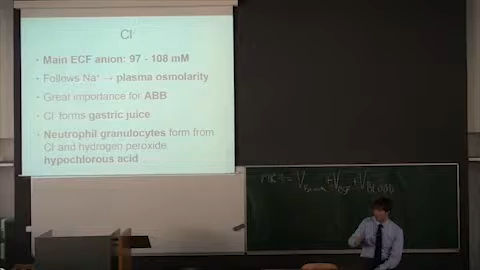 Cl⁻
• Main ECF anion: 97 - 108 mM
• Follows Na⁺ → plasma osmolarity
• Great importance for ABB
• Cl⁻ forms gastric juice
• Neutrophil granulocytes form from
Cl⁻ and hydrogen peroxide
hypochlorous acid
= V + V + V BLOOD